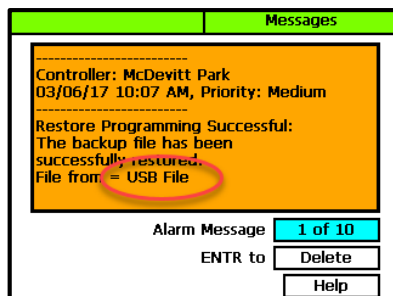 Messages
------------------------
Controller: McDevitt Park
03/06/17 10:07 AM, Priority: Medium
------------------------
Restore Programming Successful:
The backup file has been
successfully restored.
File from = USB File
Alarm Message 1 of 10
ENTR to Delete
Help